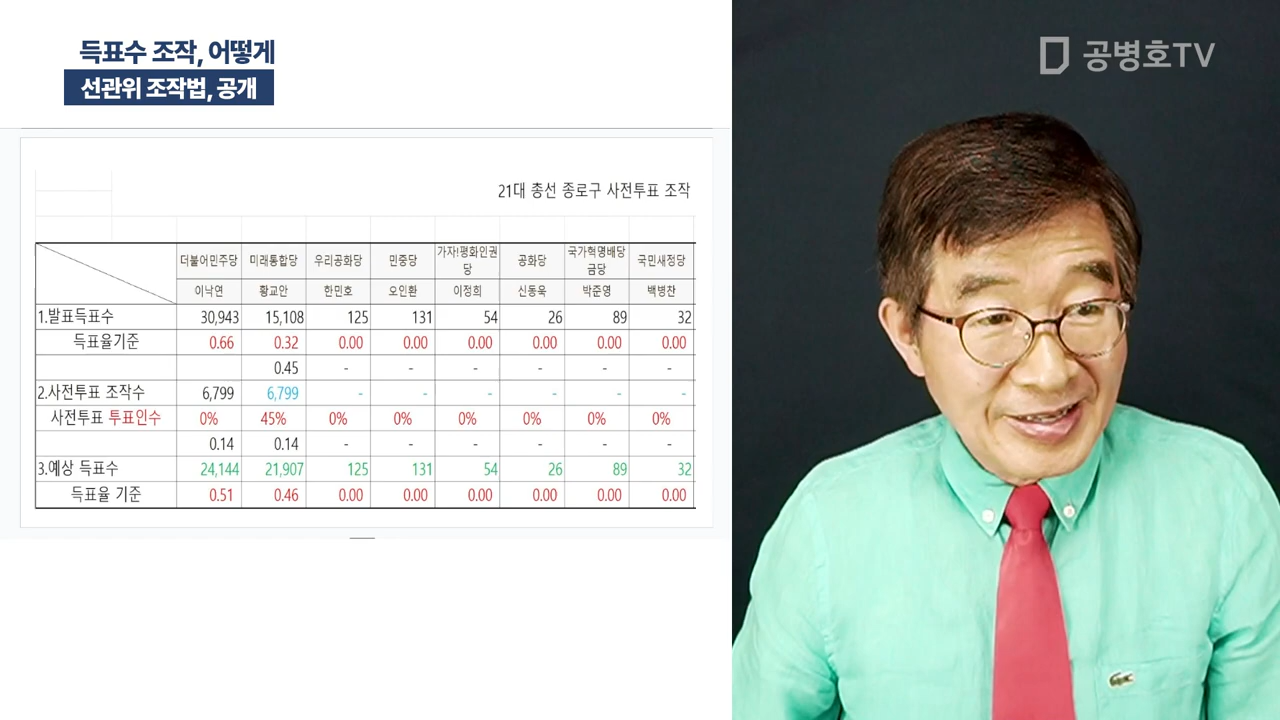 득표수 조작, 어떻게
선관위 조작법, 공개
공병호TV
21대 총선 종로구 사전투표 조작
더불어민주당 미래통합당 우리공화당 민중당 가자!평화인권당 공화당 국가혁명배당금당 국민새정당
이낙연 황교안 한민호 오인환 이정희 신동욱 박준영 백병찬
1.발표득표수 30,943 15,108 125 131 54 26 89 32
득표율기준 0.66 0.32 0.00 0.00 0.00 0.00 0.00 0.00
0.45 - - - - - -
2.사전투표 조작수 6,799 6,799 - - - - - -
사전투표 투표인수 0% 45% 0% 0% 0% 0% 0% 0%
0.14 0.14 - - - - - -
3.예상 득표수 24,144 21,907 125 131 54 26 89 32
득표율 기준 0.51 0.46 0.00 0.00 0.00 0.00 0.00 0.00